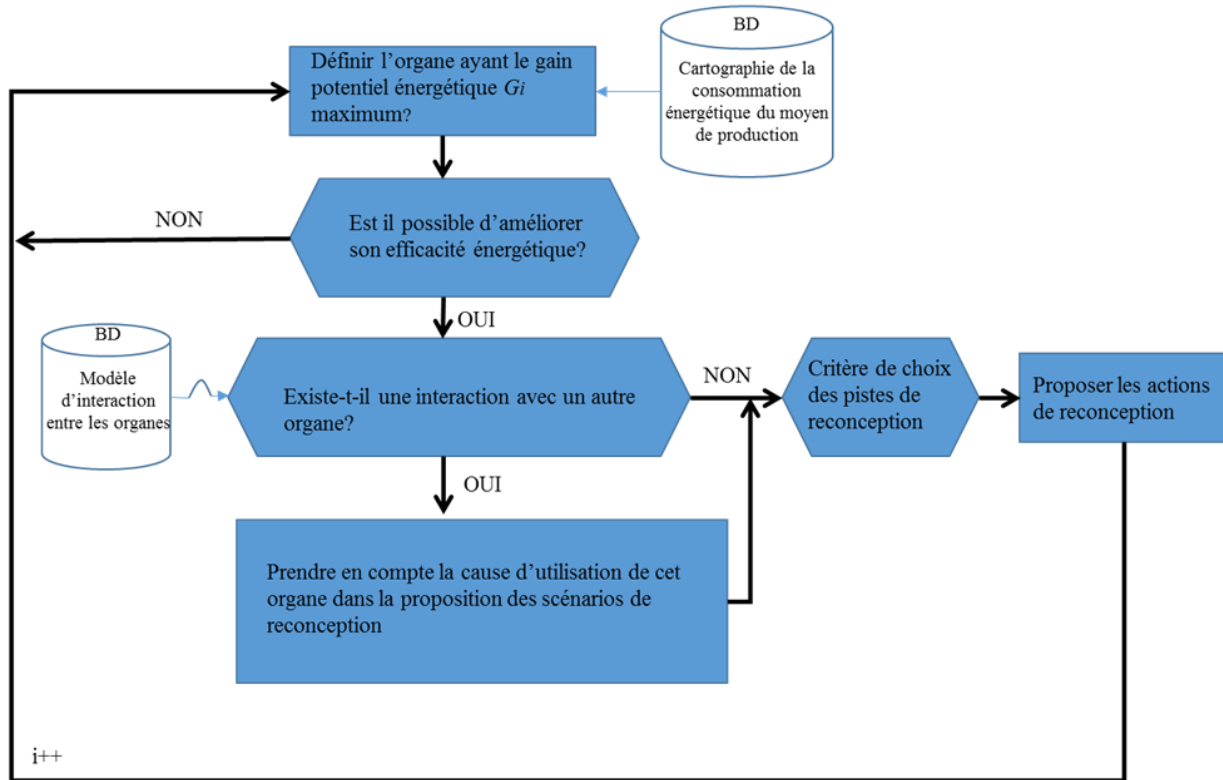 BD
Cartographie de la
consommation
énergétique du moyen
de production
Définir l'organe ayant le gain
potentiel énergétique Gi
maximum?
NON
Est il possible d'améliorer
son efficacité énergétique?
OUI
BD
Modèle
d'interaction
entre les organes
Existe-t-il une interaction avec un autre
organe?
NON
Critère de choix
des pistes de
reconception
Proposer les actions
de reconception
OUI
Prendre en compte la cause d'utilisation de cet
organe dans la proposition des scénarios de
reconception
i++